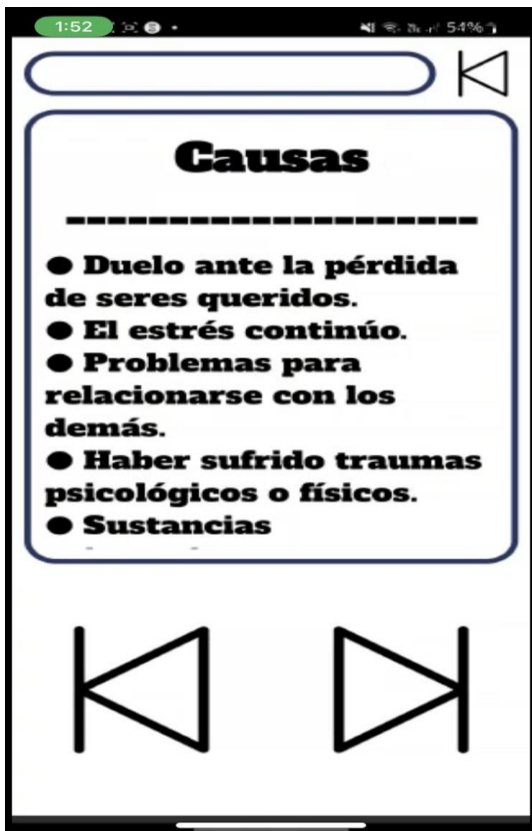 1:52
54%
Causas
---------------------
● Duelo ante la pérdida
de seres queridos.
● El estrés continúo.
● Problemas para
relacionarse con los
demás.
● Haber sufrido traumas
psicológicos o físicos.
● Sustancias